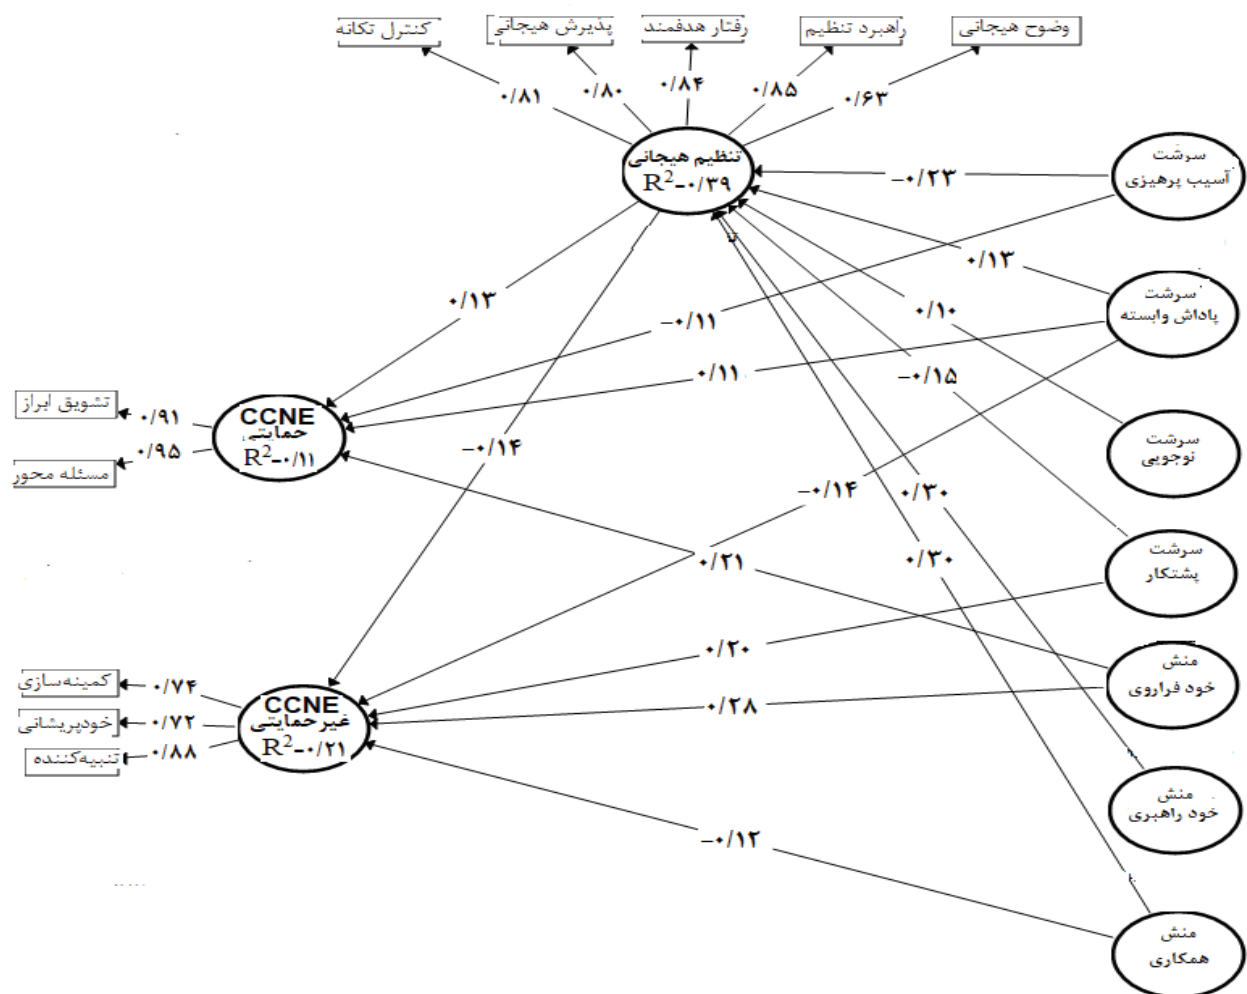 کنترل تکانه
پذیرش هیجانی
رفتار هدفمند
راهبرد تنظیم
وضوح هیجانی
۰/۸۱
۰/۸۰
۰/۸۴
۰/۸۵
۰/۶۳
تنظیم هیجانی
R²-۰/۳۹
سرشت
آسیب پرهیزی
–۰/۲۳
۰/۱۳
سرشت
پاداش وابسته
۰/۱۳
–۰/۱۱
۰/۱۰
۰/۱۱
–۰/۱۵
تشویق ابراز
۰/۹۱
CCNE
حمایتی
R²-۰/۱۱
مسئله محور
۰/۹۵
–۰/۱۴
سرشت
نوجویی
–۰/۱۴
۰/۳۰
۰/۲۱
۰/۳۰
سرشت
پشتکار
۰/۲۰
منش
خود فراروی
۰/۲۸
کمینه‌سازی
۰/۷۴
خودپریشانی
۰/۷۲
تنبیه‌کننده
۰/۸۸
CCNE
غیرحمایتی
R²-۰/۲۱
منش
خود راهبری
–۰/۱۲
منش
همکاری